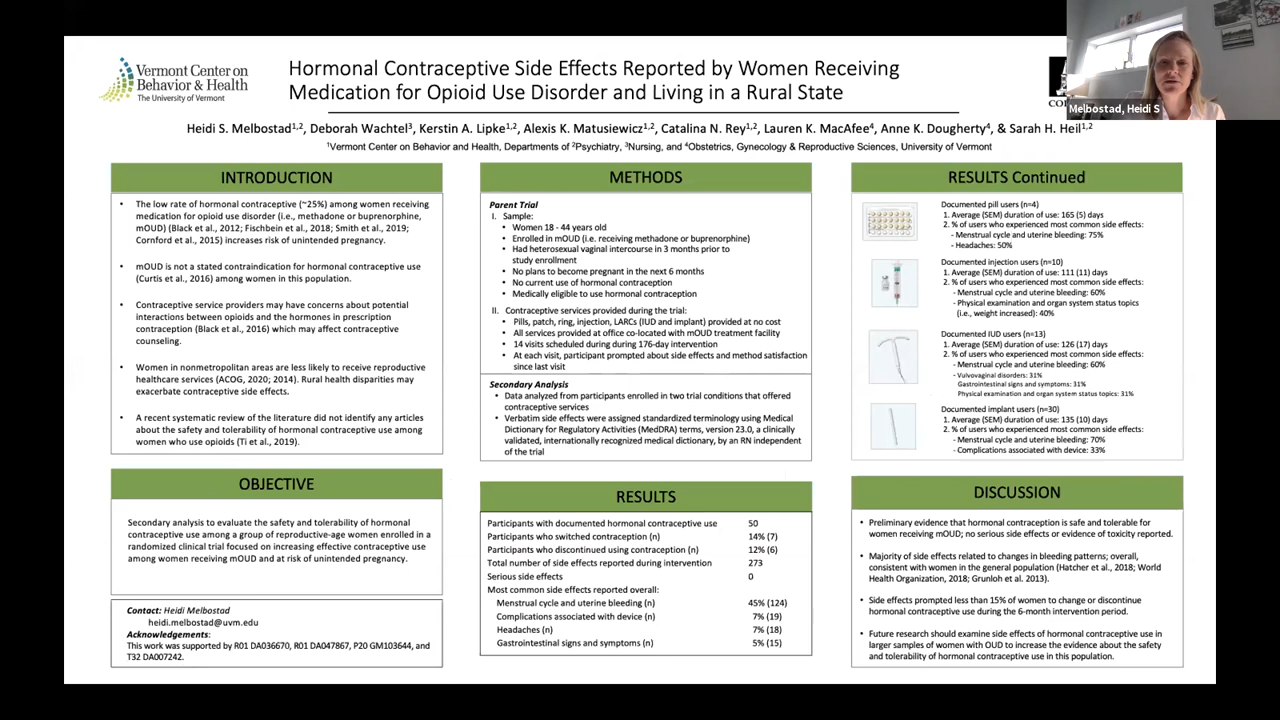 Vermont Center on
Behavior & Health
The University of Vermont
Hormonal Contraceptive Side Effects Reported by Women Receiving
Medication for Opioid Use Disorder and Living in a Rural State
Melbostad, Heidi S
Heidi S. Melbostad1,2, Deborah Wachtel3, Kerstin A. Lipke1,2, Alexis K. Matusiewicz1,2, Catalina N. Rey1,2, Lauren K. MacAfee4, Anne K. Dougherty4, & Sarah H. Heil1,2
1Vermont Center on Behavior and Health, Departments of 2Psychiatry, 3Nursing, and 4Obstetrics, Gynecology & Reproductive Sciences, University of Vermont
INTRODUCTION
• The low rate of hormonal contraceptive (~25%) among women receiving
medication for opioid use disorder (i.e., methadone or buprenorphine,
mOUD) (Black et al., 2012; Fischbein et al., 2018; Smith et al., 2019;
Cornford et al., 2015) increases risk of unintended pregnancy.
• mOUD is not a stated contraindication for hormonal contraceptive use
(Curtis et al., 2016) among women in this population.
• Contraceptive service providers may have concerns about potential
interactions between opioids and the hormones in prescription
contraception (Black et al., 2016) which may affect contraceptive
counseling.
• Women in nonmetropolitan areas are less likely to receive reproductive
healthcare services (ACOG, 2020; 2014). Rural health disparities may
exacerbate contraceptive side effects.
• A recent systematic review of the literature did not identify any articles
about the safety and tolerability of hormonal contraceptive use among
women who use opioids (Ti et al., 2019).
OBJECTIVE
Secondary analysis to evaluate the safety and tolerability of hormonal
contraceptive use among a group of reproductive-age women enrolled in a
randomized clinical trial focused on increasing effective contraceptive use
among women receiving mOUD and at risk of unintended pregnancy.
Contact: Heidi Melbostad
heidi.melbostad@uvm.edu
Acknowledgements:
This work was supported by R01 DA036670, R01 DA047867, P20 GM103644, and
T32 DA007242.
METHODS
Parent Trial
I. Sample:
• Women 18 - 44 years old
• Enrolled in mOUD (i.e. receiving methadone or buprenorphine)
• Had heterosexual vaginal intercourse in 3 months prior to
study enrollment
• No plans to become pregnant in the next 6 months
• No current use of hormonal contraception
• Medically eligible to use hormonal contraception
II. Contraceptive services provided during the trial:
• Pills, patch, ring, injection, LARCs (IUD and implant) provided at no cost
• All services provided at office co-located with mOUD treatment facility
• 14 visits scheduled during during 176-day intervention
• At each visit, participant prompted about side effects and method satisfaction
since last visit
Secondary Analysis
• Data analyzed from participants enrolled in two trial conditions that offered
contraceptive services
• Verbatim side effects were assigned standardized terminology using Medical
Dictionary for Regulatory Activities (MedDRA) terms, version 23.0, a clinically
validated, internationally recognized medical dictionary, by an RN independent
of the trial
RESULTS
Participants with documented hormonal contraceptive use 50
Participants who switched contraception (n) 14% (7)
Participants who discontinued using contraception (n) 12% (6)
Total number of side effects reported during intervention 273
Serious side effects 0
Most common side effects reported overall:
Menstrual cycle and uterine bleeding (n) 45% (124)
Complications associated with device (n) 7% (19)
Headaches (n) 7% (18)
Gastrointestinal signs and symptoms (n) 5% (15)
RESULTS Continued
Documented pill users (n=4)
1. Average (SEM) duration of use: 165 (5) days
2. % of users who experienced most common side effects:
- Menstrual cycle and uterine bleeding: 75%
- Headaches: 50%
Documented injection users (n=10)
1. Average (SEM) duration of use: 111 (11) days
2. % of users who experienced most common side effects:
- Menstrual cycle and uterine bleeding: 60%
- Physical examination and organ system status topics
(i.e., weight increased): 40%
Documented IUD users (n=13)
1. Average (SEM) duration of use: 126 (17) days
2. % of users who experienced most common side effects:
- Menstrual cycle and uterine bleeding: 60%
- Vulvovaginal disorders: 31%
Gastrointestinal signs and symptoms: 31%
Physical examination and organ system status topics: 31%
Documented implant users (n=30)
1. Average (SEM) duration of use: 135 (10) days
2. % of users who experienced most common side effects:
- Menstrual cycle and uterine bleeding: 70%
- Complications associated with device: 33%
DISCUSSION
• Preliminary evidence that hormonal contraception is safe and tolerable for
women receiving mOUD; no serious side effects or evidence of toxicity reported.
• Majority of side effects related to changes in bleeding patterns; overall,
consistent with women in the general population (Hatcher et al., 2018; World
Health Organization, 2018; Grunloh et al. 2013).
• Side effects prompted less than 15% of women to change or discontinue
hormonal contraceptive use during the 6-month intervention period.
• Future research should examine side effects of hormonal contraceptive use in
larger samples of women with OUD to increase the evidence about the safety
and tolerability of hormonal contraceptive use in this population.